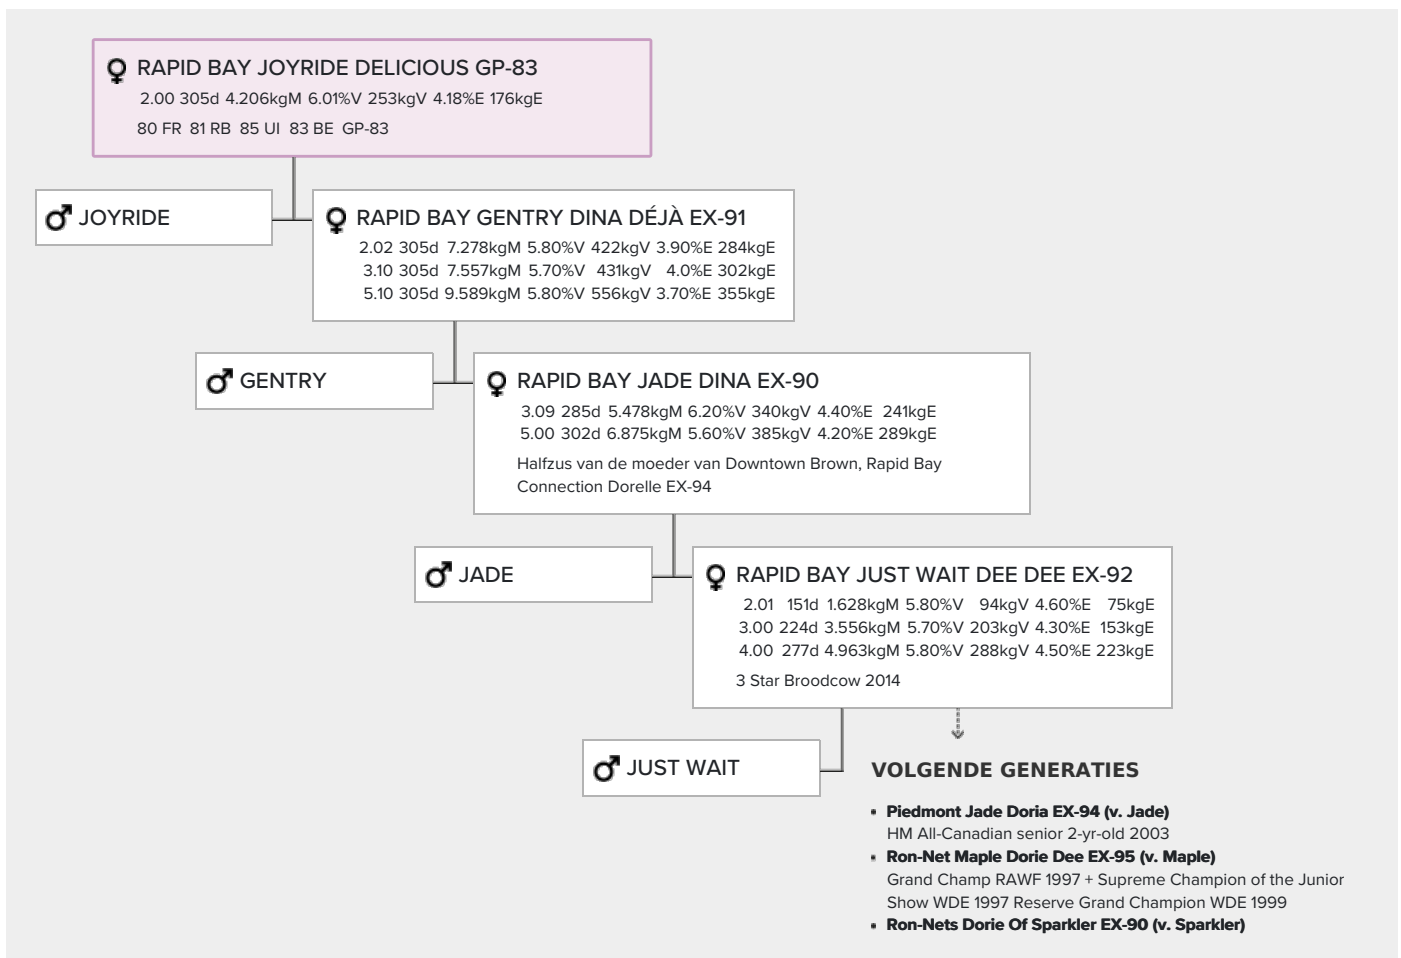 RAPID BAY JOYRIDE DELICIOUS GP-83
2.00 305d 4.206kgM 6.01%V 253kgV 4.18%E 176kgE
80 FR 81 RB 85 UI 83 BE GP-83
JOYRIDE
RAPID BAY GENTRY DINA DÉJÀ EX-91
2.02 305d 7.278kgM 5.80%V 422kgV 3.90%E 284kgE
3.10 305d 7.557kgM 5.70%V 431kgV 4.0%E 302kgE
5.10 305d 9.589kgM 5.80%V 556kgV 3.70%E 355kgE
GENTRY
RAPID BAY JADE DINA EX-90
3.09 285d 5.478kgM 6.20%V 340kgV 4.40%E 241kgE
5.00 302d 6.875kgM 5.60%V 385kgV 4.20%E 289kgE
Halfzus van de moeder van Downtown Brown, Rapid Bay
Connection Dorelle EX-94
JADE
RAPID BAY JUST WAIT DEE DEE EX-92
2.01 151d 1.628kgM 5.80%V 94kgV 4.60%E 75kgE
3.00 224d 3.556kgM 5.70%V 203kgV 4.30%E 153kgE
4.00 277d 4.963kgM 5.80%V 288kgV 4.50%E 223kgE
3 Star Broodcow 2014
JUST WAIT
VOLGENDE GENERATIES
• Piedmont Jade Doria EX-94 (v. Jade)
HM All-Canadian senior 2-yr-old 2003
• Ron-Net Maple Dorie Dee EX-95 (v. Maple)
Grand Champ RAWF 1997 + Supreme Champion of the Junior
Show WDE 1997 Reserve Grand Champion WDE 1999
• Ron-Nets Dorie Of Sparkler EX-90 (v. Sparkler)